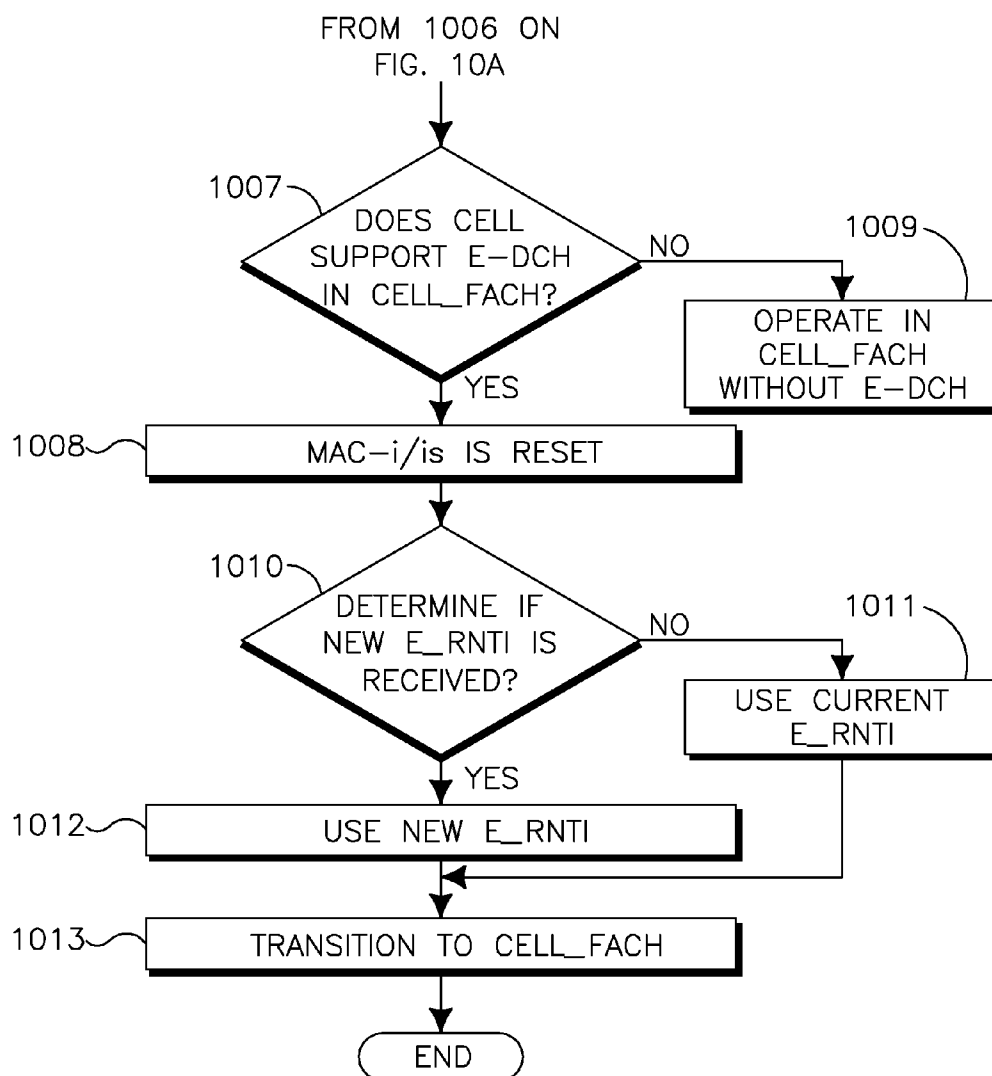 FROM 1006 ON
FIG. 10A
1007
DOES CELL
SUPPORT E-DCH
IN CELL_FACH?
NO
1009
OPERATE IN
CELL_FACH
WITHOUT E-DCH
YES
1008
MAC-i/is IS RESET
1010
DETERMINE IF
NEW E_RNTI IS
RECEIVED?
NO
1011
USE CURRENT
E_RNTI
YES
1012
USE NEW E_RNTI
1013
TRANSITION TO CELL_FACH
END